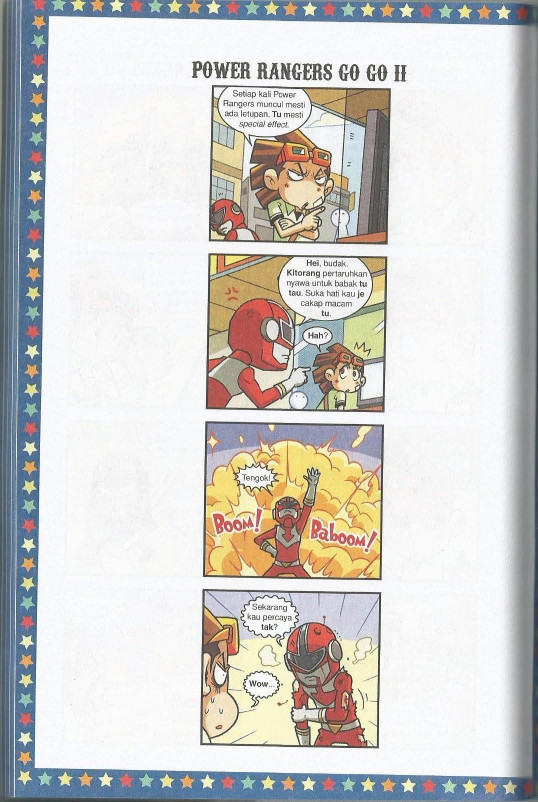 POWER RANGERS GO GO II
Setiap kali Power
Rangers muncul mesti
ada letupan. Tu mesti
special effect.
Hei, budak.
Kitorang pertaruhkan
nyawa untuk babak tu
tau. Suka hati kau je
cakap macam
tu.
Hah?
Tengok!
BOOM!
BABOOM!
Sekarang
kau percaya
tak?
Wow...